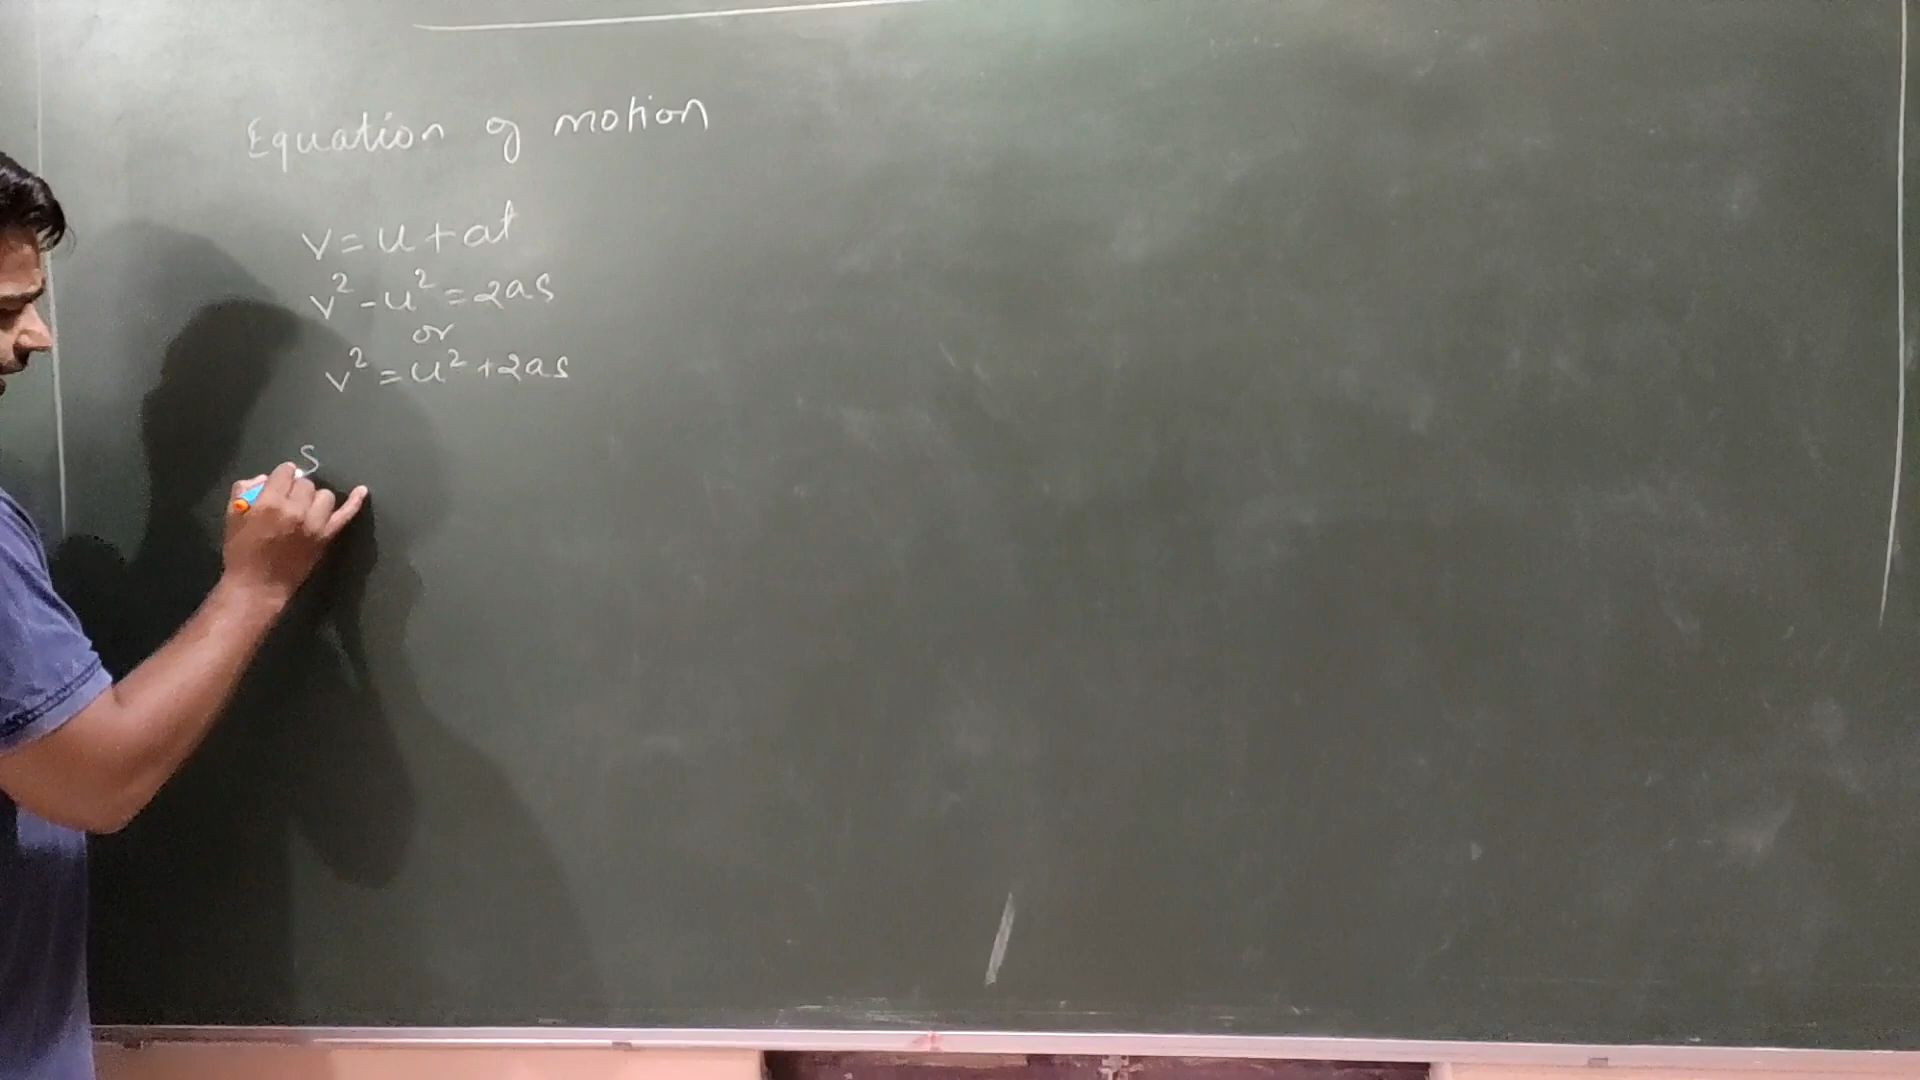 Equation of motion
v=u+at
v²-u²=2as
or
v²=u²+2as
S